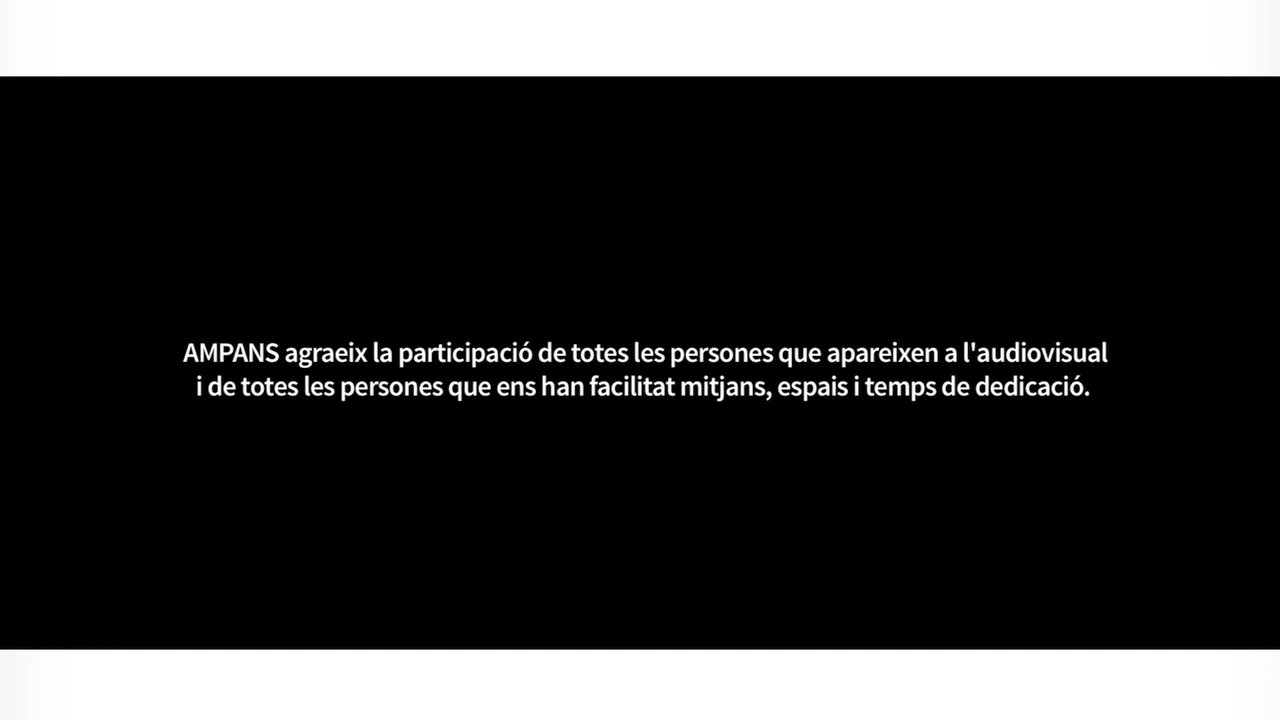 AMPANS agraeix la participació de totes les persones que apareixen a l'audiovisual
i de totes les persones que ens han facilitat mitjans, espais i temps de dedicació.